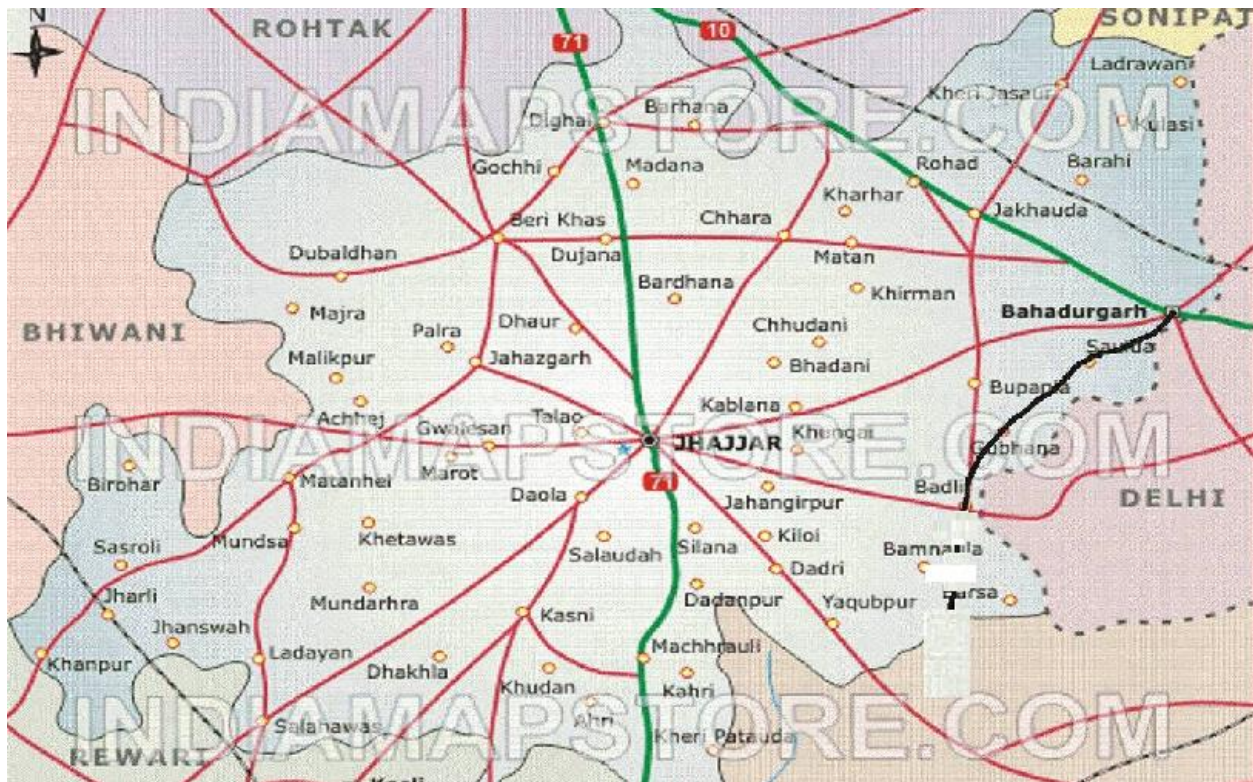 N
ROHTAK
71
10
SONIPAT
Ladrawan
Kheri Jasaur
Kulasi
INDIAMAPSTORE.COM
Dighal
Barhana
Gochhi
Madana
Rohad
Barahi
Kharhar
Jakhauda
Beri Khas
Chhara
Dubaldhan
Dujana
Matan
Bardhana
Khirman
Majra
Bahadurgarh
BHIWANI
Palra
Dhaur
Chhudani
Malikpur
Jahazgarh
Bhadani
Bupania
Achhej
Talao
Kablana
Gwalesan
JHAJJAR
Khungai
Gubhana
INDIAMAPSTORE.COM
Birohar
Matanhel
Marot
71
Jahangirpur
Badli
DELHI
Daola
Mundsa
Khetawas
Salaudah
Silana
Kiloi
Sasroli
Dadri
Jharli
Mundarhra
Dadanpur
Yaqubpur
Kasni
Jhanswah
Machhrauli
Khanpur
Ladayan
Dhakhla
Khudan
Kahri
Ahri
Salahawas
INDIAMAPSTORE.COM
REWARI
Kheri Patauda